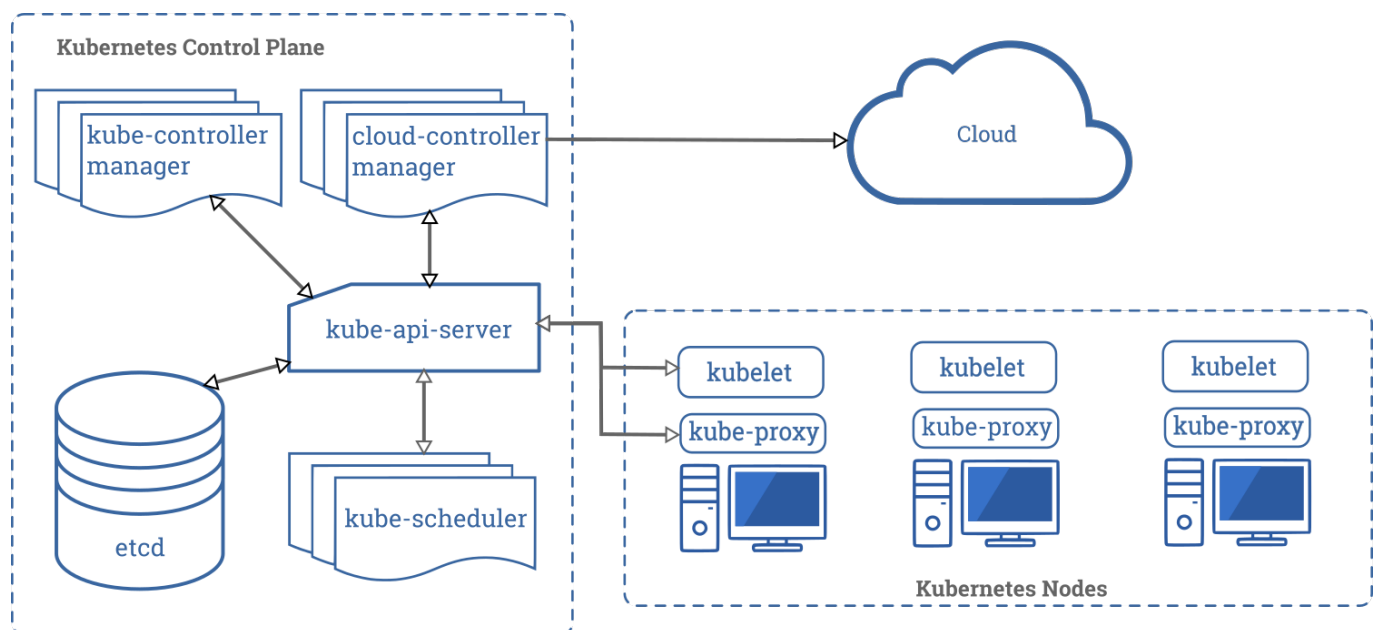 Kubernetes Control Plane
kube-controller
manager
cloud-controller
manager
Cloud
kube-api-server
kubelet
kubelet
kubelet
kube-proxy
kube-proxy
kube-proxy
etcd
kube-scheduler
Kubernetes Nodes